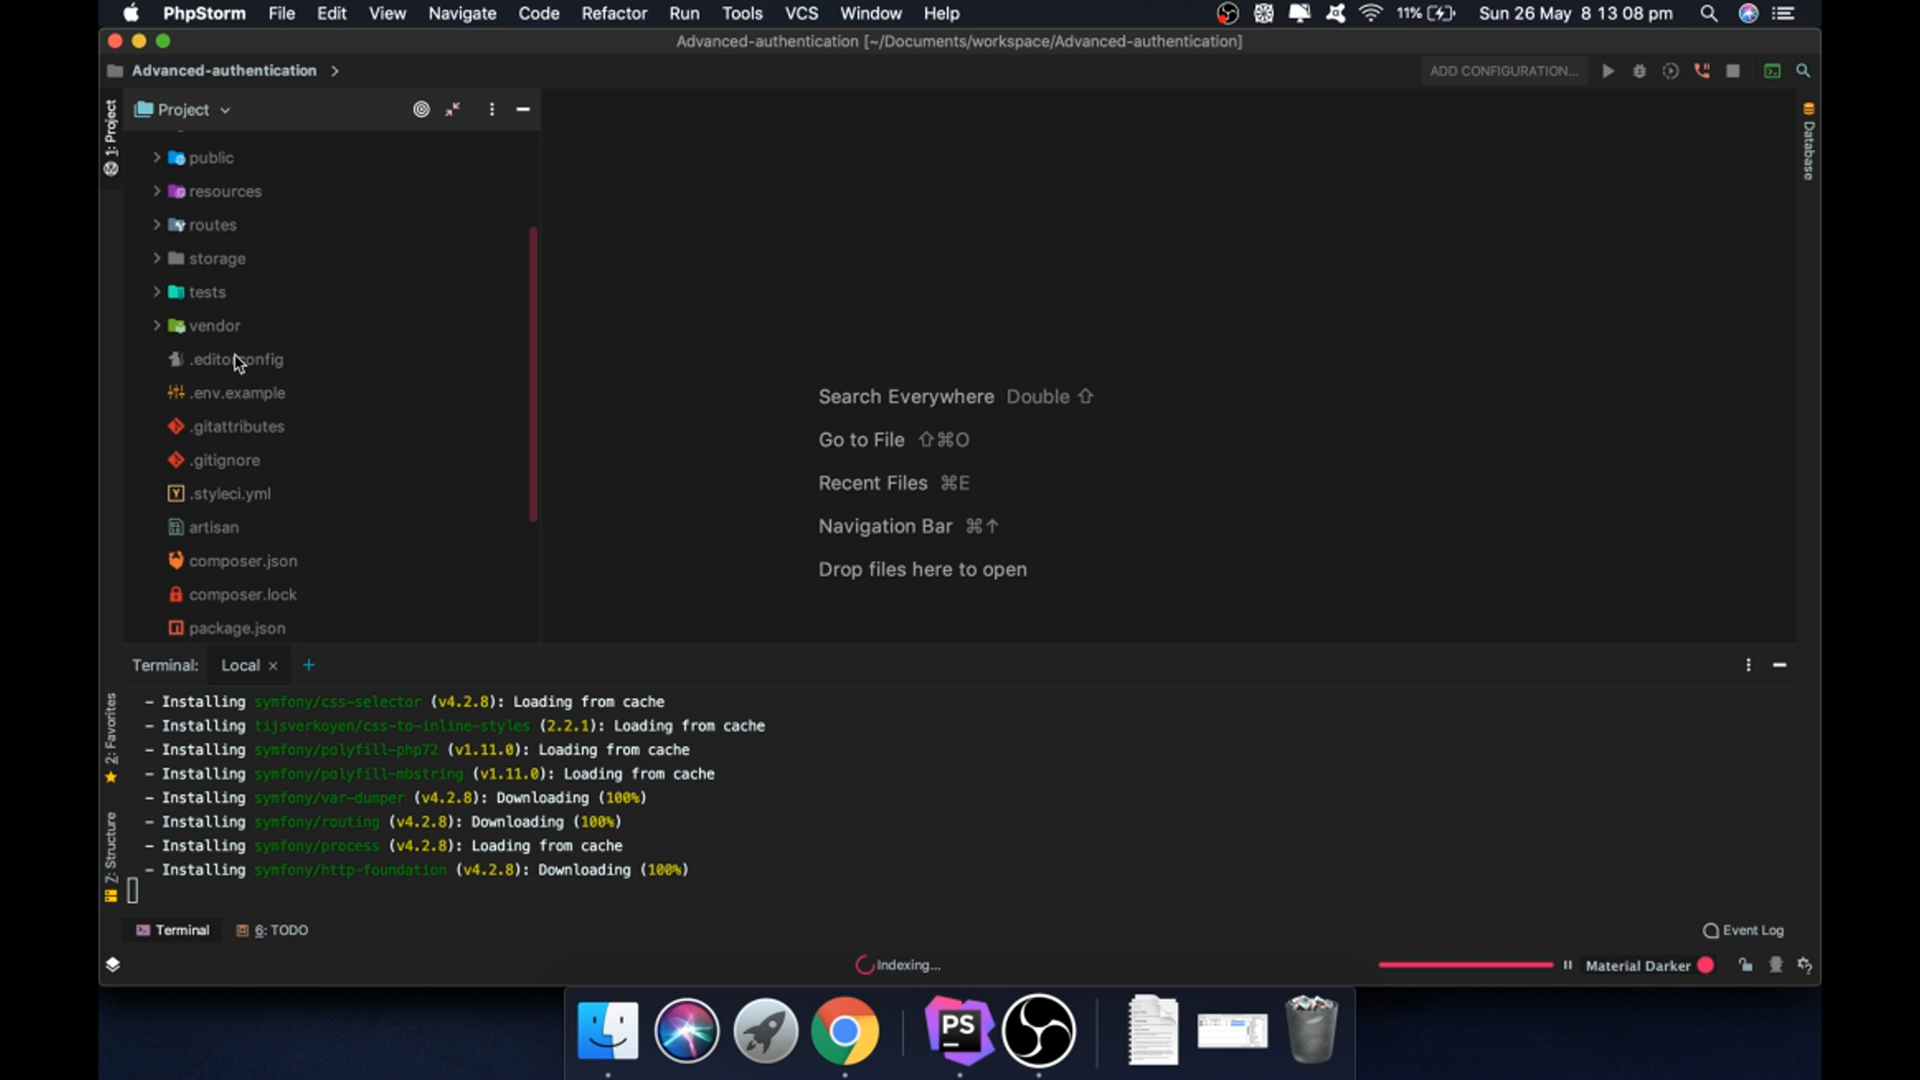 PhpStorm File Edit View Navigate Code Refactor Run Tools VCS Window Help 11% Sun 26 May 8 13 08 pm
Advanced-authentication [~/Documents/workspace/Advanced-authentication]
Advanced-authentication ADD CONFIGURATION...
1: Project
Project
public
resources
routes
storage
tests
vendor
.editorconfig
.env.example
.gitattributes
.gitignore
.styleci.yml
artisan
composer.json
composer.lock
package.json
Search Everywhere Double ⇧
Go to File ⇧⌘O
Recent Files ⌘E
Navigation Bar ⌘↑
Drop files here to open
Database
Terminal: Local × +
- Installing symfony/css-selector (v4.2.8): Loading from cache
- Installing tijsverkoyen/css-to-inline-styles (2.2.1): Loading from cache
- Installing symfony/polyfill-php72 (v1.11.0): Loading from cache
- Installing symfony/polyfill-mbstring (v1.11.0): Loading from cache
- Installing symfony/var-dumper (v4.2.8): Downloading (100%)
- Installing symfony/routing (v4.2.8): Downloading (100%)
- Installing symfony/process (v4.2.8): Loading from cache
- Installing symfony/http-foundation (v4.2.8): Downloading (100%)
2: Favorites
7: Structure
Terminal 6: TODO Event Log
Indexing... Material Darker
PS